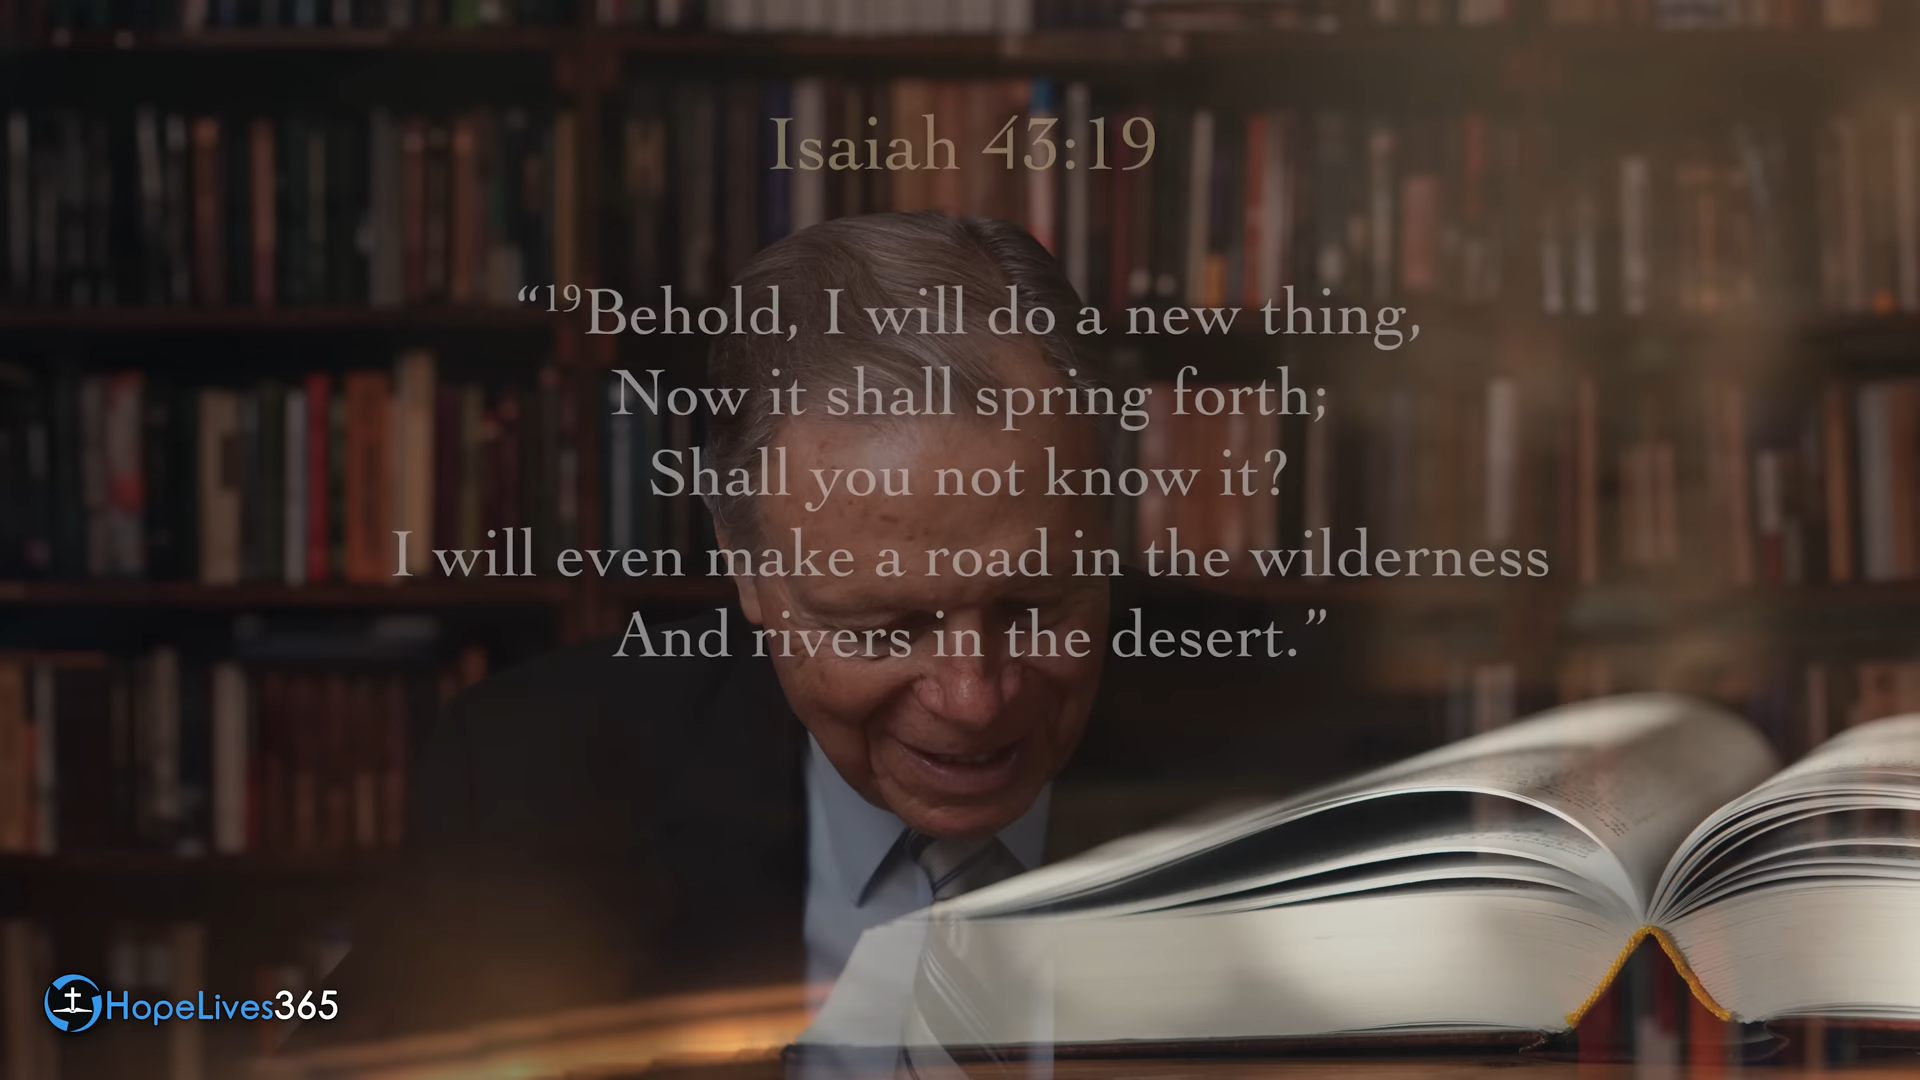 Isaiah 43:19
“¹⁹Behold, I will do a new thing,
Now it shall spring forth;
Shall you not know it?
I will even make a road in the wilderness
And rivers in the desert.”
HopeLives365